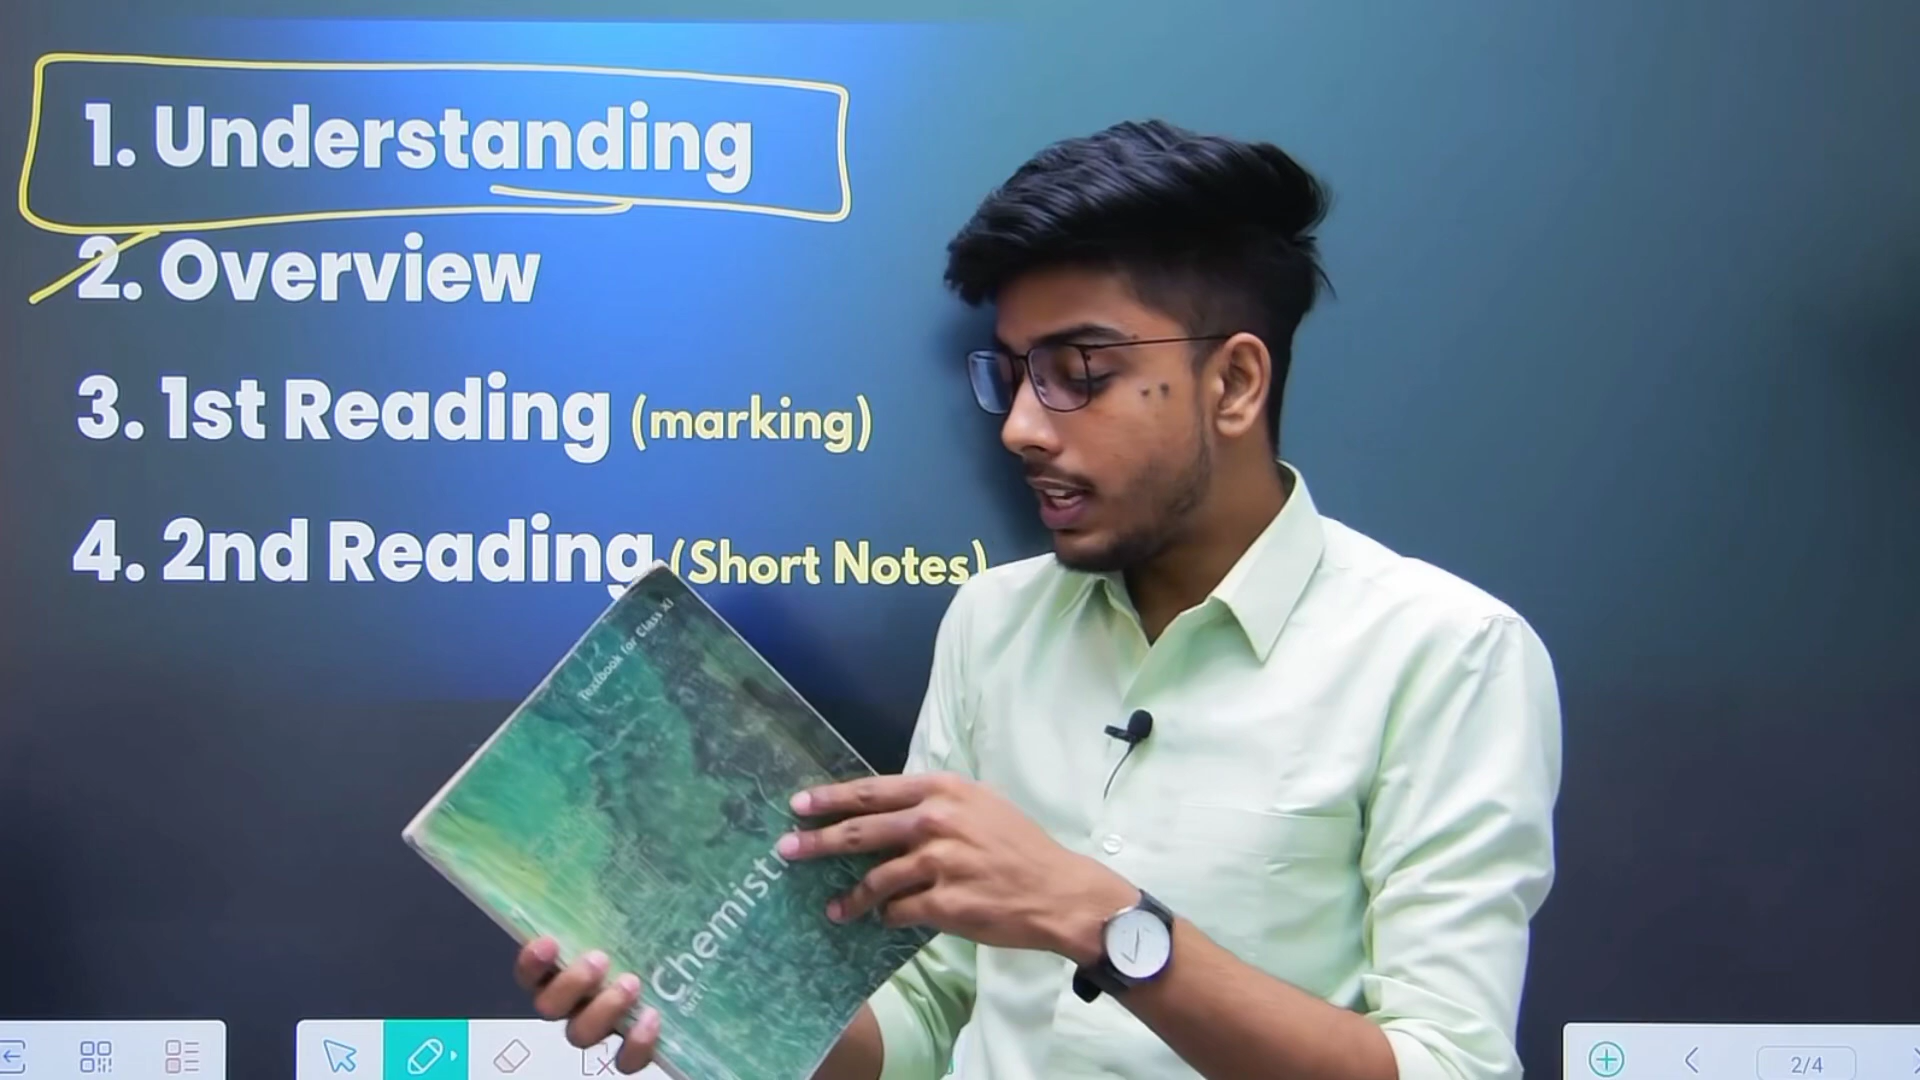 1. Understanding
2. Overview
3. 1st Reading (marking)
4. 2nd Reading (Short Notes)
Textbook for Class XI
Chemistry
Part I
2/4